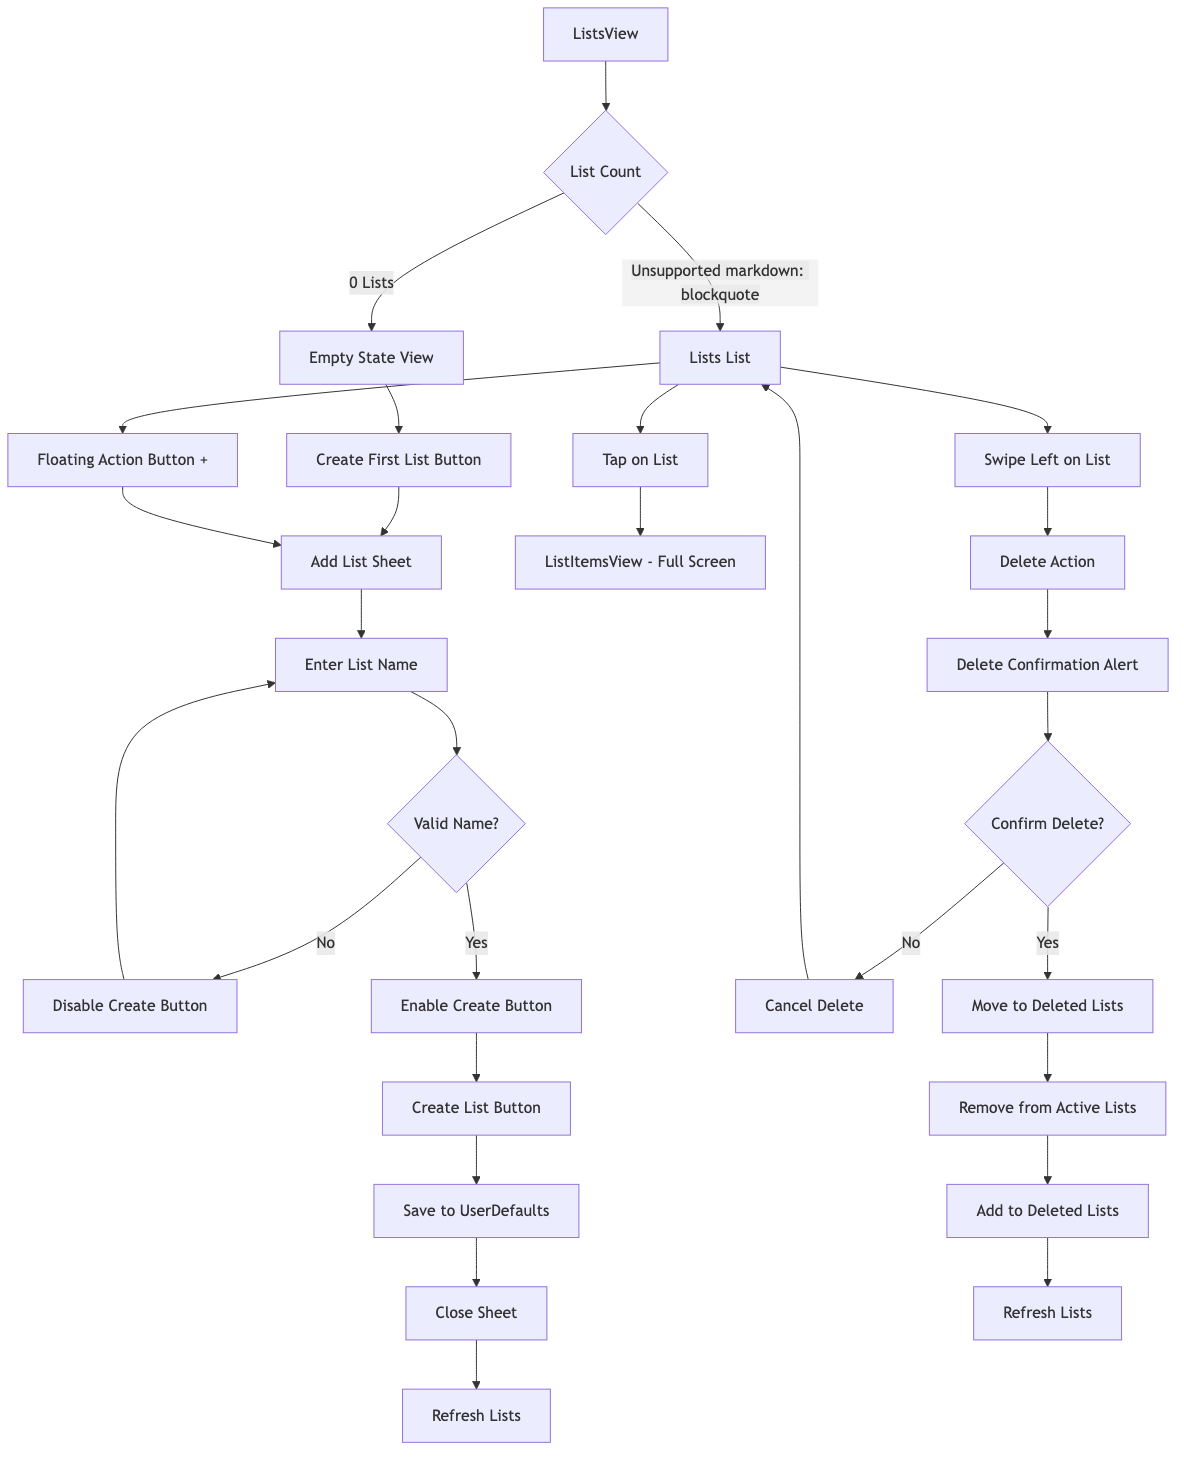 ListsView
List Count
0 Lists
Unsupported markdown:
blockquote
Empty State View
Lists List
Floating Action Button +
Create First List Button
Tap on List
Swipe Left on List
Add List Sheet
ListItemsView - Full Screen
Delete Action
Enter List Name
Delete Confirmation Alert
Valid Name?
Confirm Delete?
No
Yes
No
Yes
Disable Create Button
Enable Create Button
Cancel Delete
Move to Deleted Lists
Create List Button
Remove from Active Lists
Save to UserDefaults
Add to Deleted Lists
Close Sheet
Refresh Lists
Refresh Lists